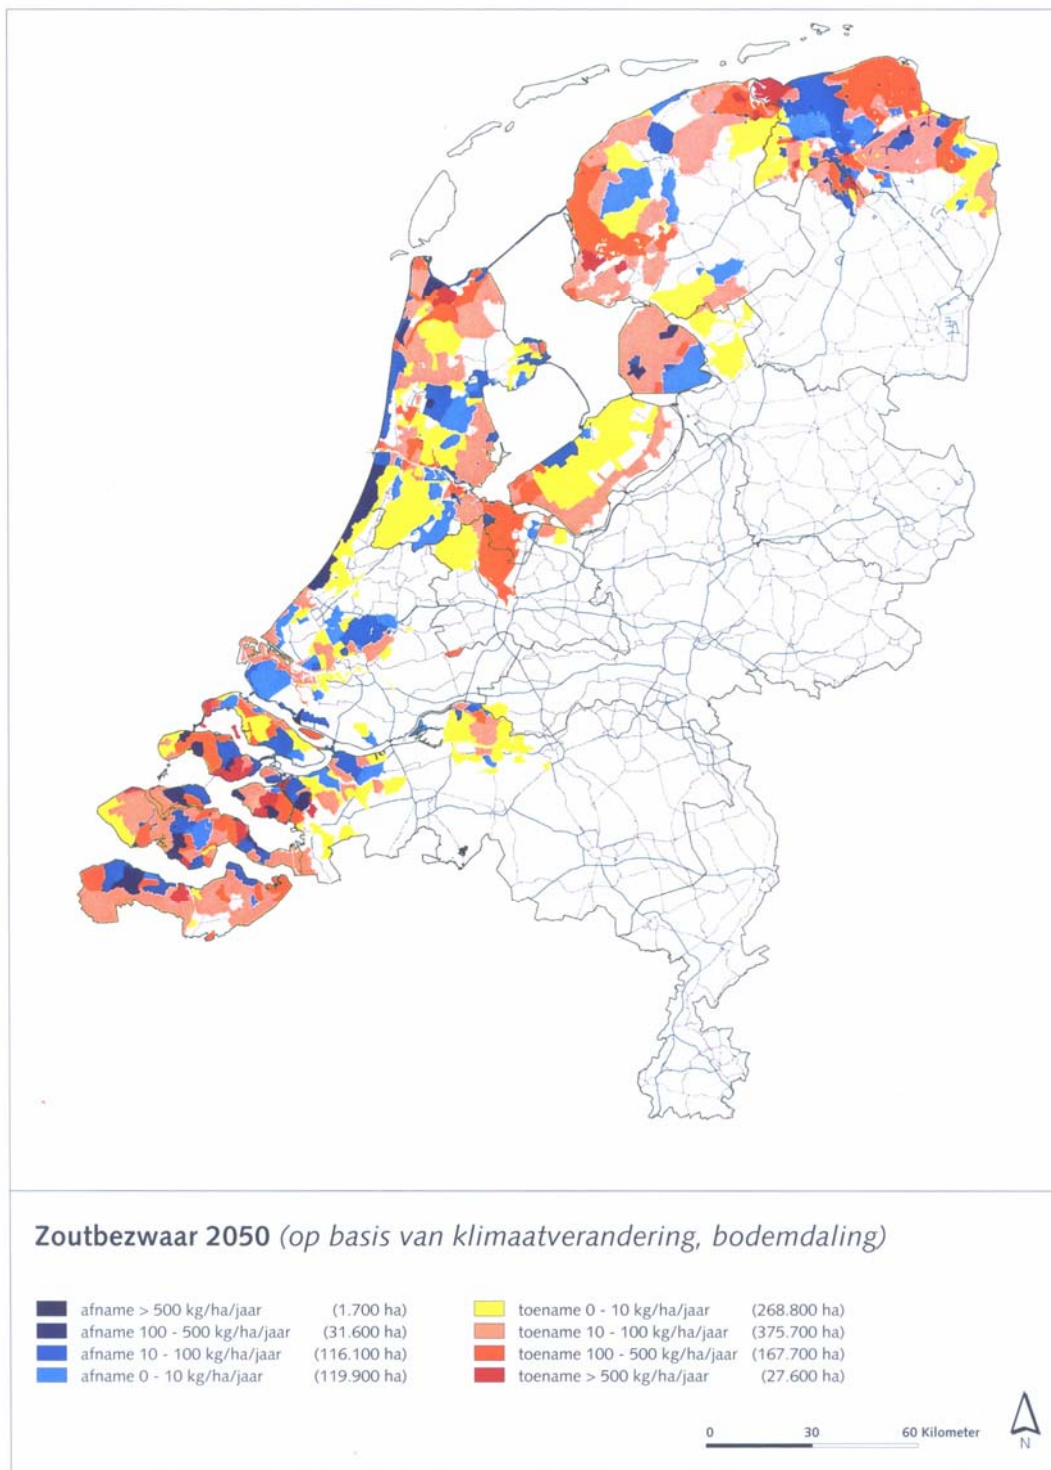 Zoutbezwaar 2050 (op basis van klimaatverandering, bodemdaling)
afname > 500 kg/ha/jaar (1.700 ha)
afname 100 - 500 kg/ha/jaar (31.600 ha)
afname 10 - 100 kg/ha/jaar (116.100 ha)
afname 0 - 10 kg/ha/jaar (119.900 ha)
toename 0 - 10 kg/ha/jaar (268.800 ha)
toename 10 - 100 kg/ha/jaar (375.700 ha)
toename 100 - 500 kg/ha/jaar (167.700 ha)
toename > 500 kg/ha/jaar (27.600 ha)
0 30 60 Kilometer
N